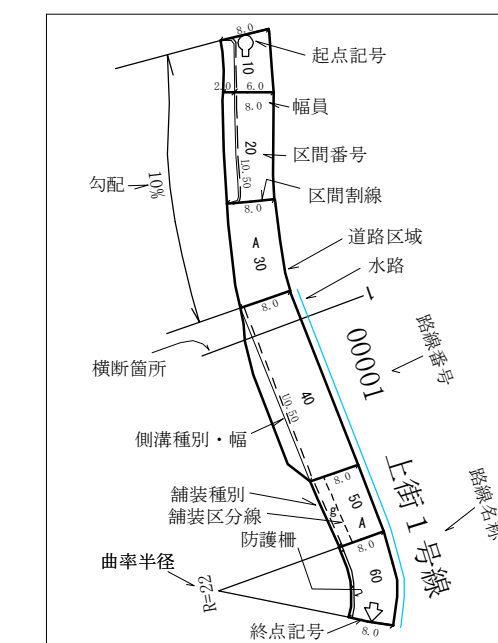 8.0
起点記号
10
2.0 6.0
8.0
幅員
20
区間番号
L0.50
勾配
10%
区間割線
8.0
A
30
道路区域
水路
8.0
1
横断箇所
00001
路線番号
40
U0.50
側溝種別・幅
上街1号線
路線名称
舗装種別
8.0
50
g
A
舗装区分線
防護柵
8.0
曲率半径
R=22
60
終点記号
8.0